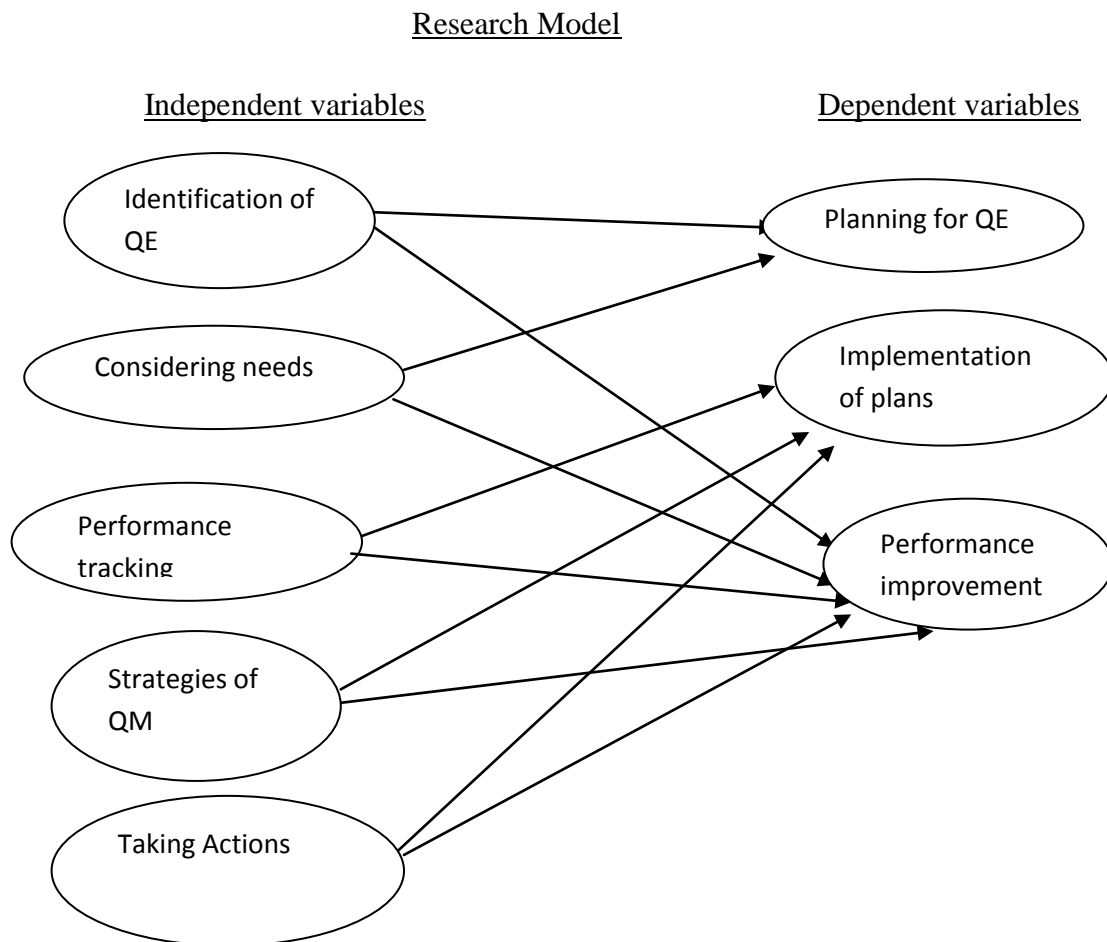 Research Model
Independent variables
Dependent variables
Identification of
QE
Considering needs
Performance
tracking
Strategies of
QM
Taking Actions
Planning for QE
Implementation
of plans
Performance
improvement